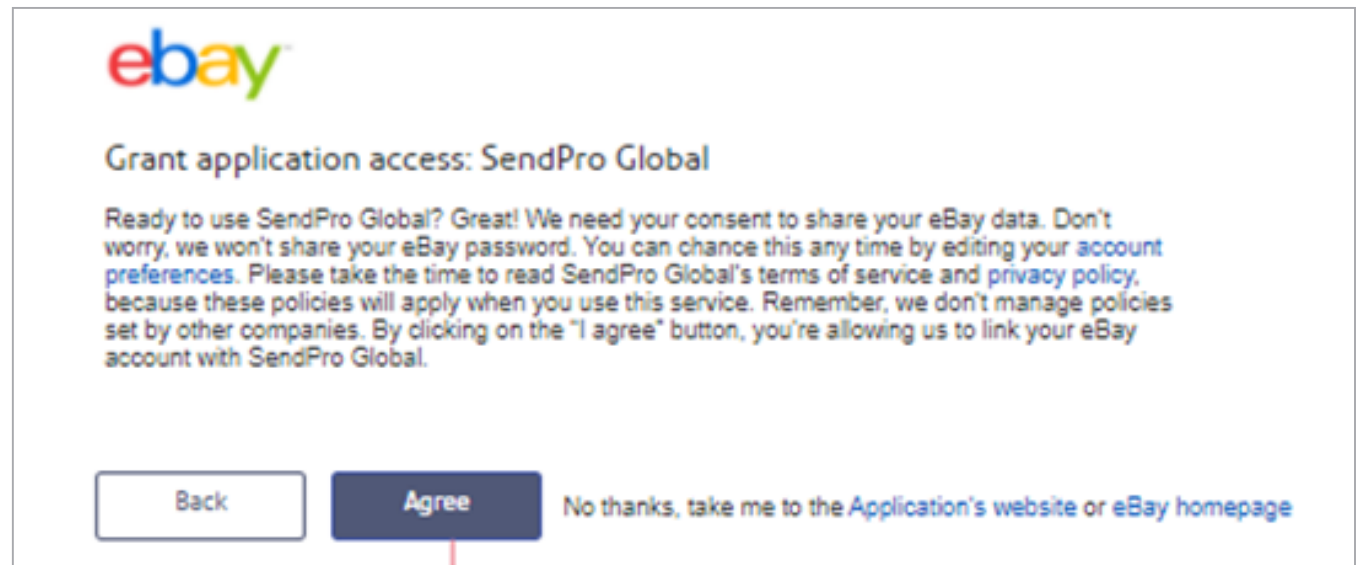 ebay
Grant application access: SendPro Global
Ready to use SendPro Global? Great! We need your consent to share your eBay data. Don't
worry, we won't share your eBay password. You can chance this any time by editing your account
preferences. Please take the time to read SendPro Global's terms of service and privacy policy,
because these policies will apply when you use this service. Remember, we don't manage policies
set by other companies. By clicking on the "I agree" button, you're allowing us to link your eBay
account with SendPro Global.
Back Agree No thanks, take me to the Application's website or eBay homepage